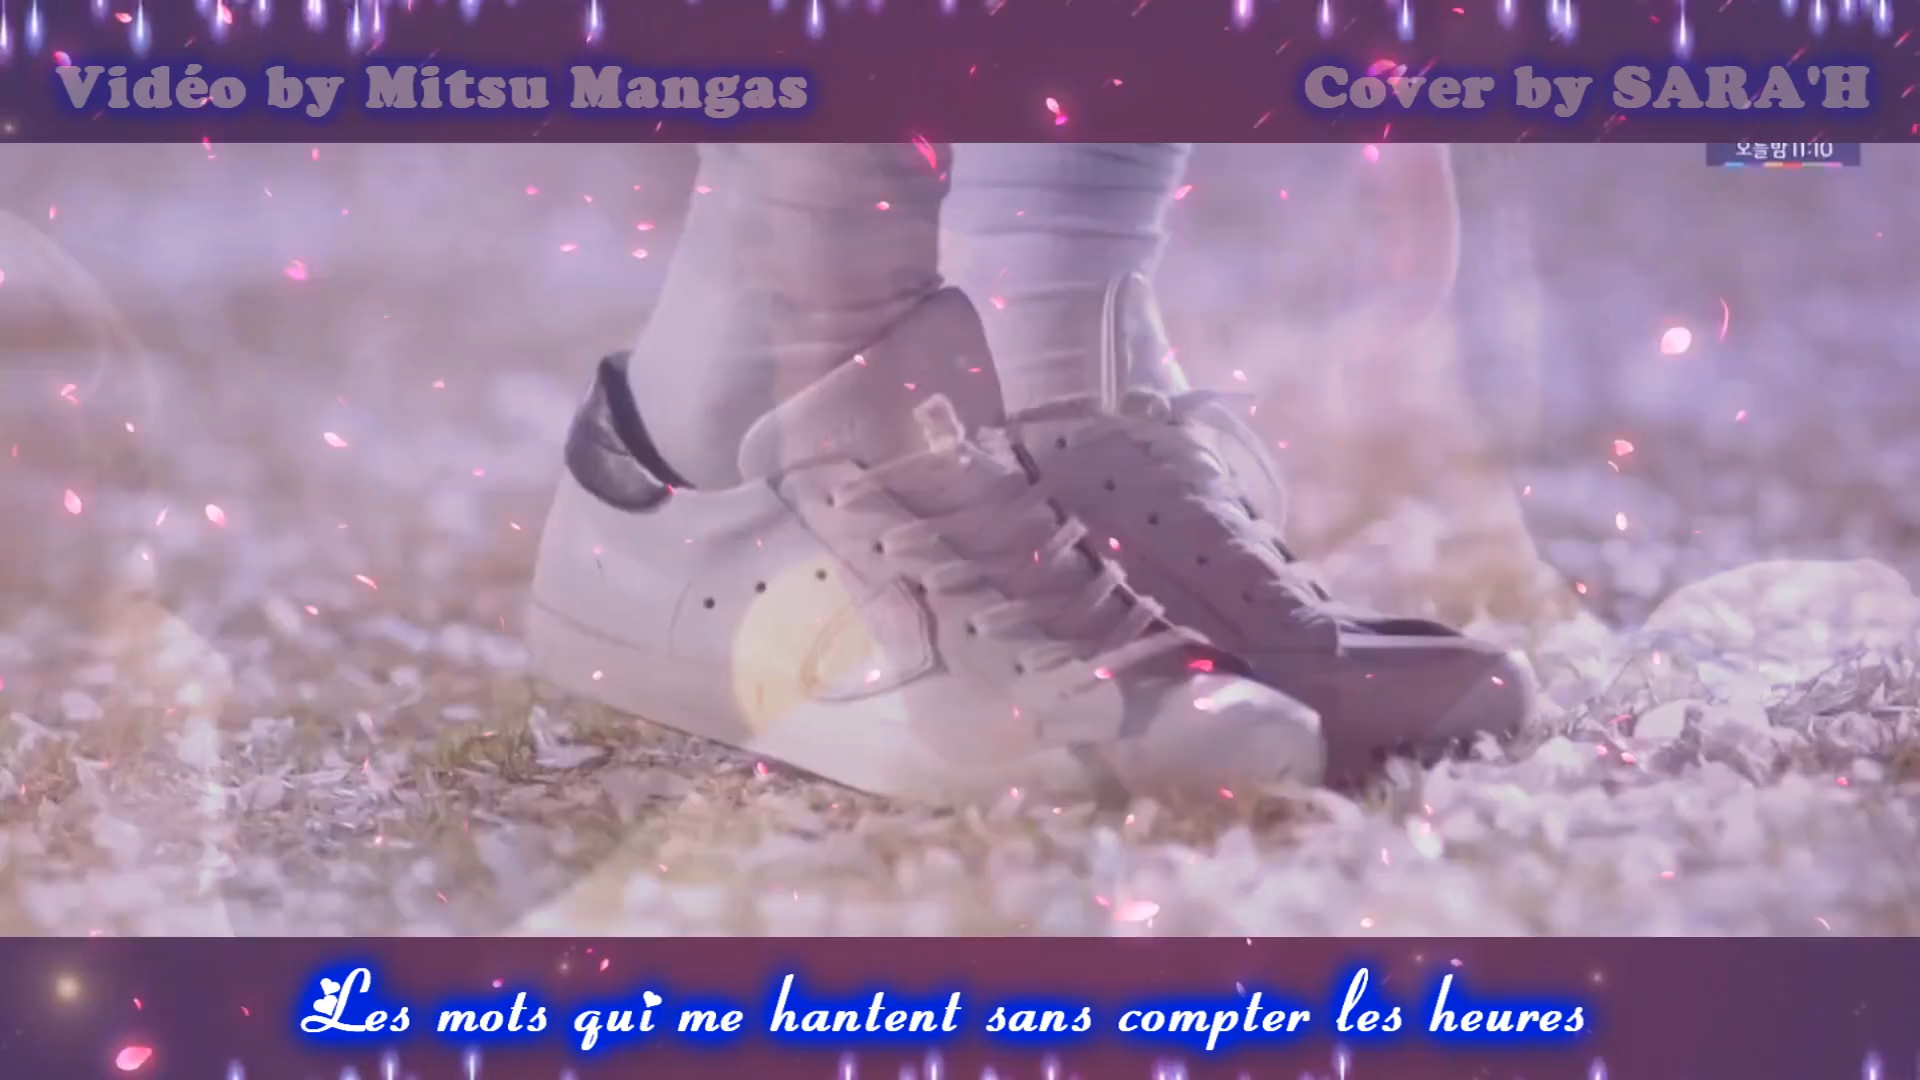 Vidéo by Mitsu Mangas
Cover by SARA'H
오늘밤 11:10
Les mots qui me hantent sans compter les heures